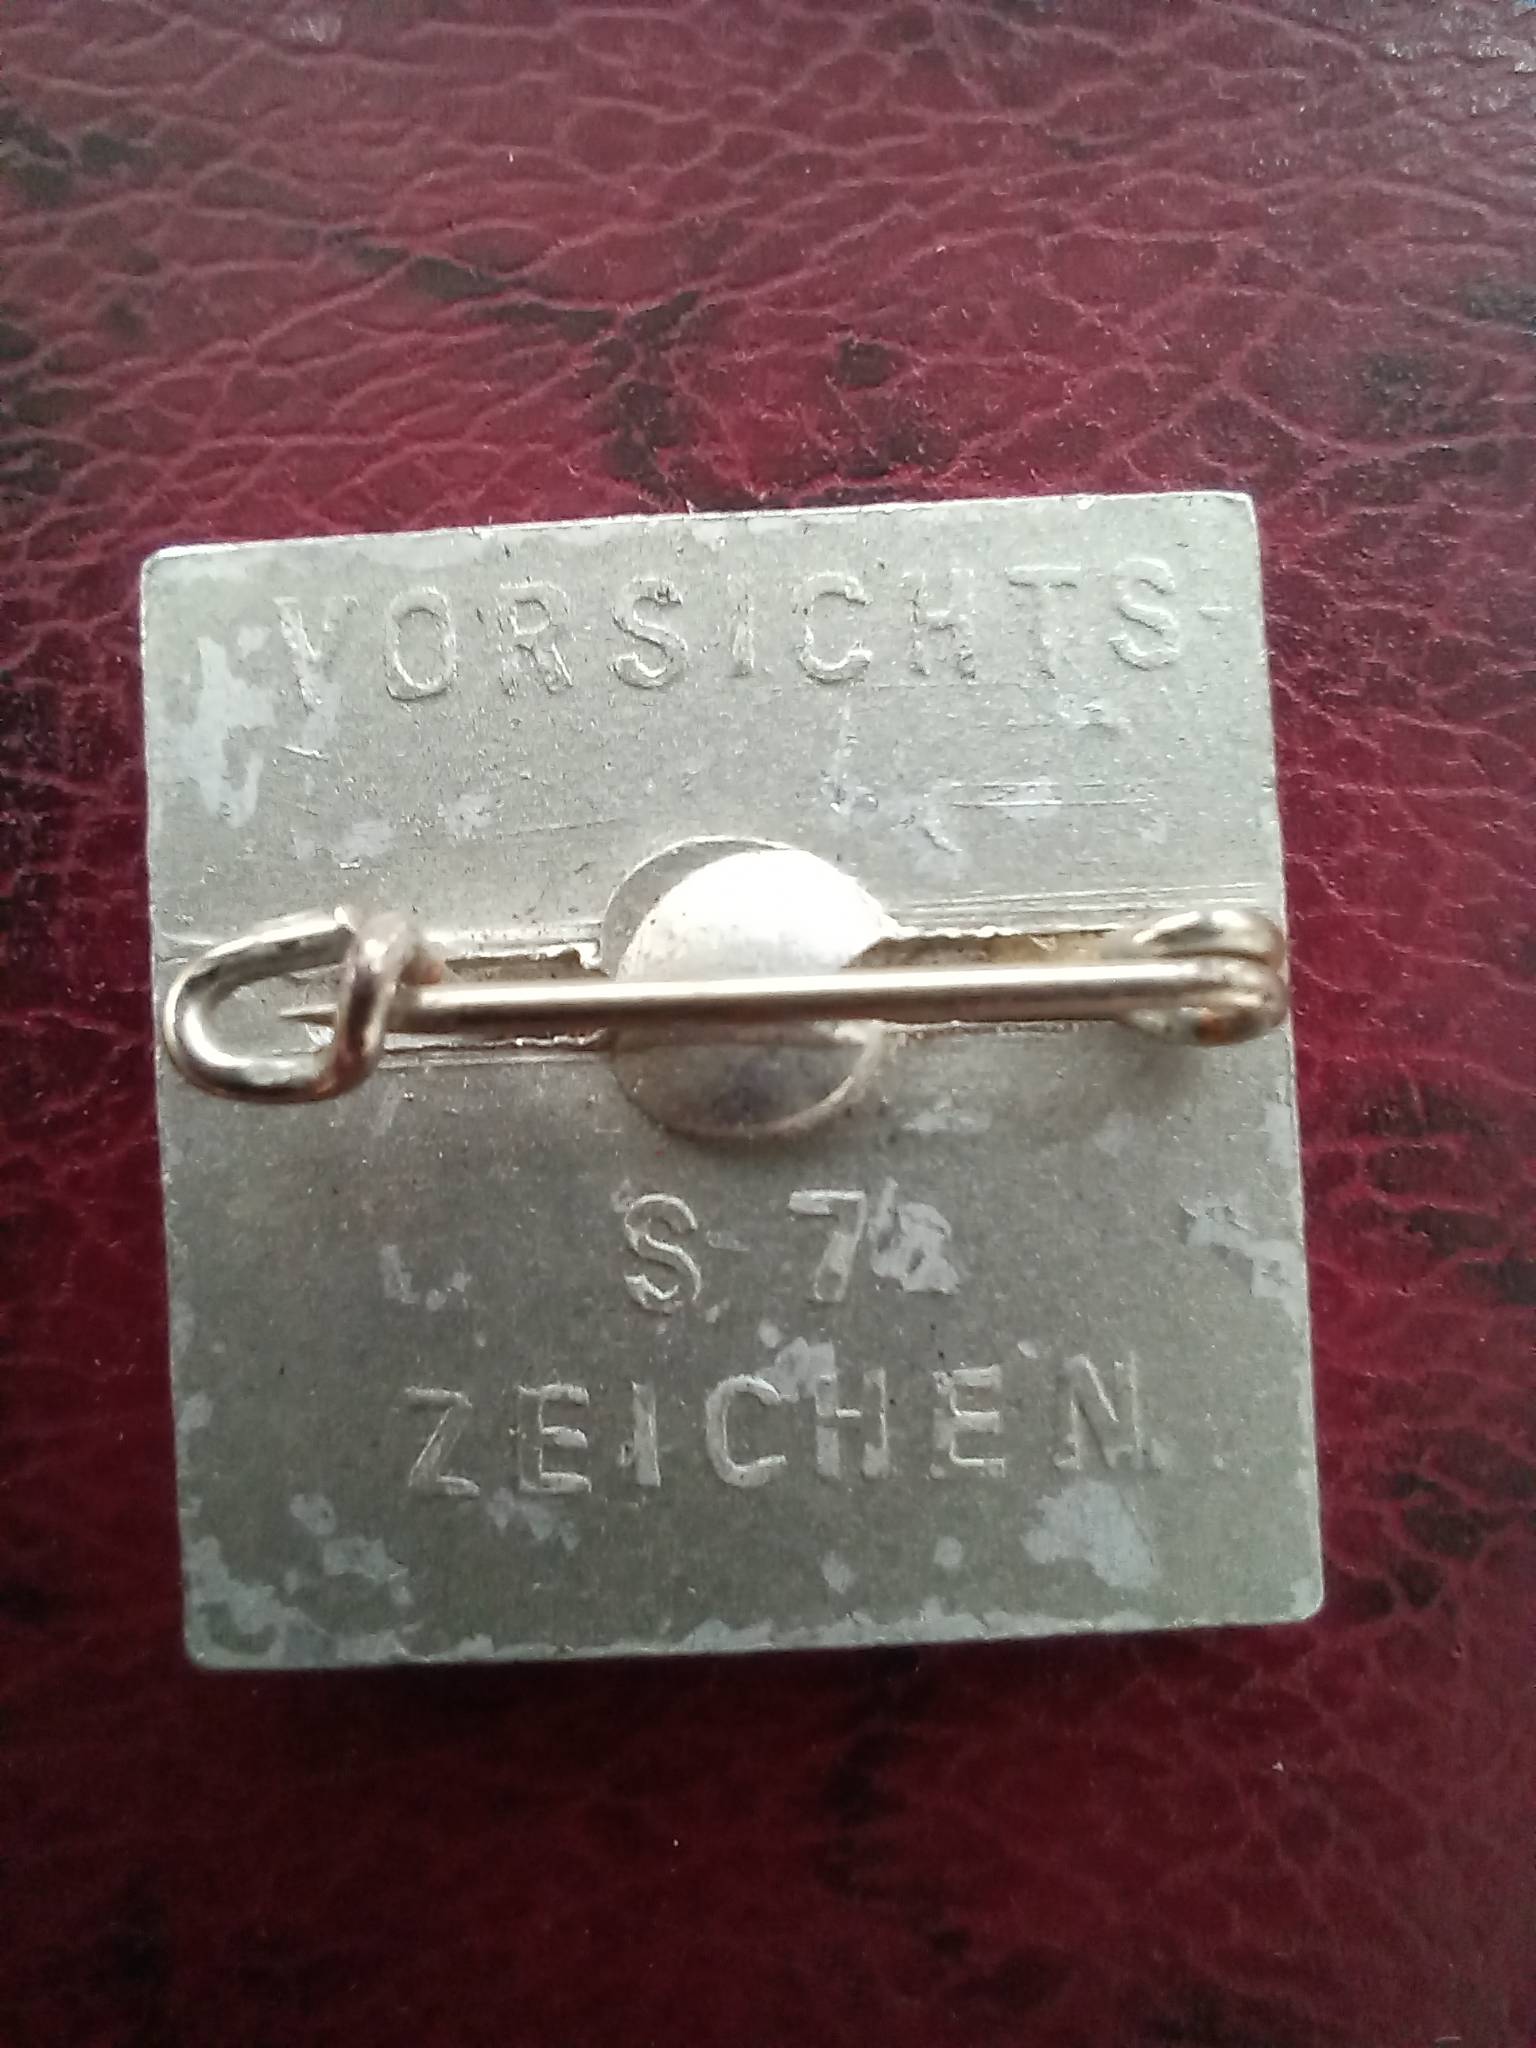 VORSICHTS-
S 7
ZEICHEN